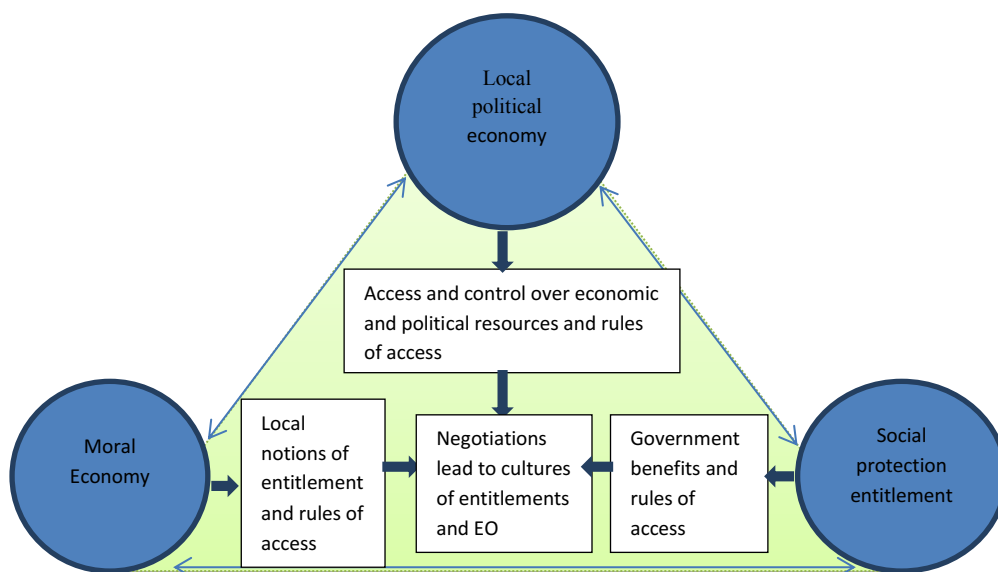 Local
political
economy
Access and control over economic
and political resources and rules
of access
Moral
Economy
Local
notions of
entitlement
and rules of
access
Negotiations
lead to cultures
of entitlements
and EO
Government
benefits and
rules of
access
Social
protection
entitlement